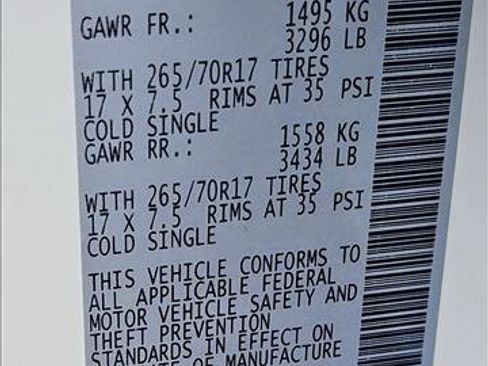 GAWR FR.: 1495 KG
3296 LB
WITH 265/70R17 TIRES
17 X 7.5 RIMS AT 35 PSI
COLD SINGLE
GAWR RR.: 1558 KG
3434 LB
WITH 265/70R17 TIRES
17 X 7.5 RIMS AT 35 PSI
COLD SINGLE
THIS VEHICLE CONFORMS TO
ALL APPLICABLE FEDERAL
MOTOR VEHICLE SAFETY AND
THEFT PREVENTION
STANDARDS IN EFFECT ON
OF MANUFACTURE